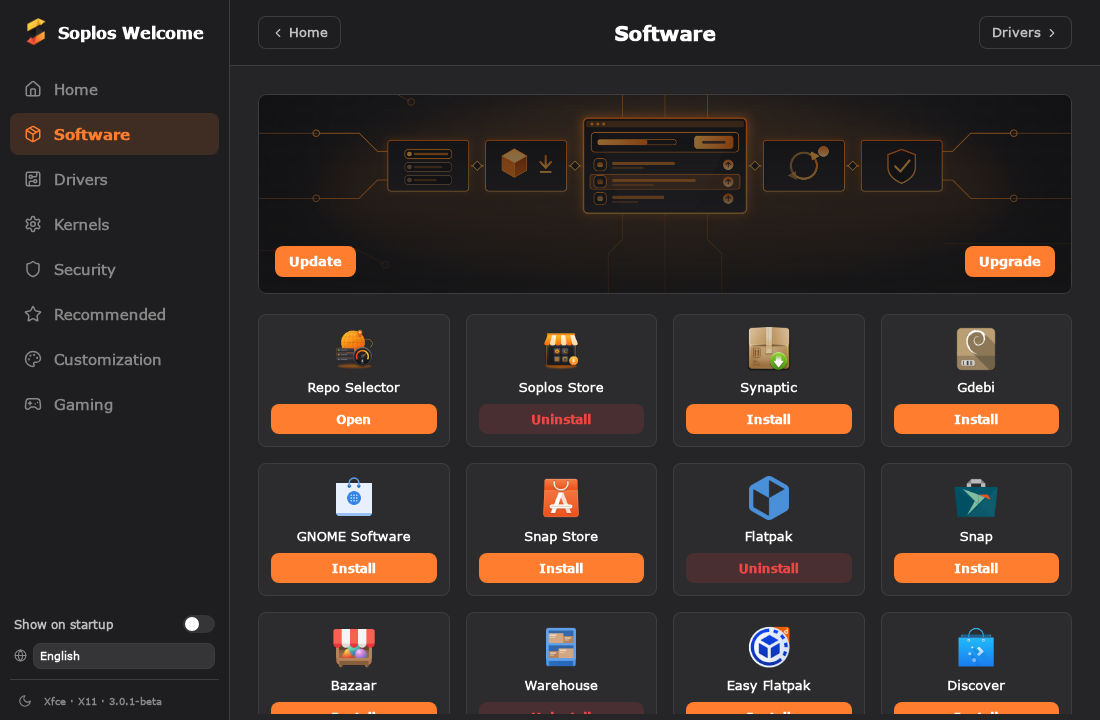 Soplos Welcome
Home
Software
Drivers
Kernels
Security
Recommended
Customization
Gaming
Show on startup
English
Xfce · X11 · 3.0.1-beta
Home
Software
Drivers
Update
Upgrade
Repo Selector
Open
Soplos Store
Uninstall
Synaptic
Install
Gdebi
Install
GNOME Software
Install
Snap Store
Install
Flatpak
Uninstall
Snap
Install
Bazaar
Warehouse
Easy Flatpak
Discover